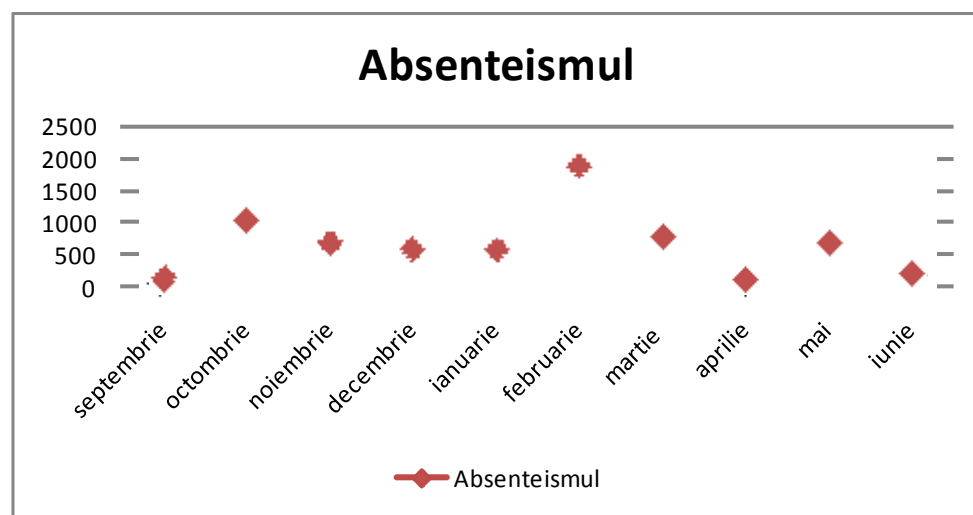 Absenteismul
2500
2000
1500
1000
500
0
septembrie
octombrie
noiembrie
decembrie
ianuarie
februarie
martie
aprilie
mai
iunie
Absenteismul